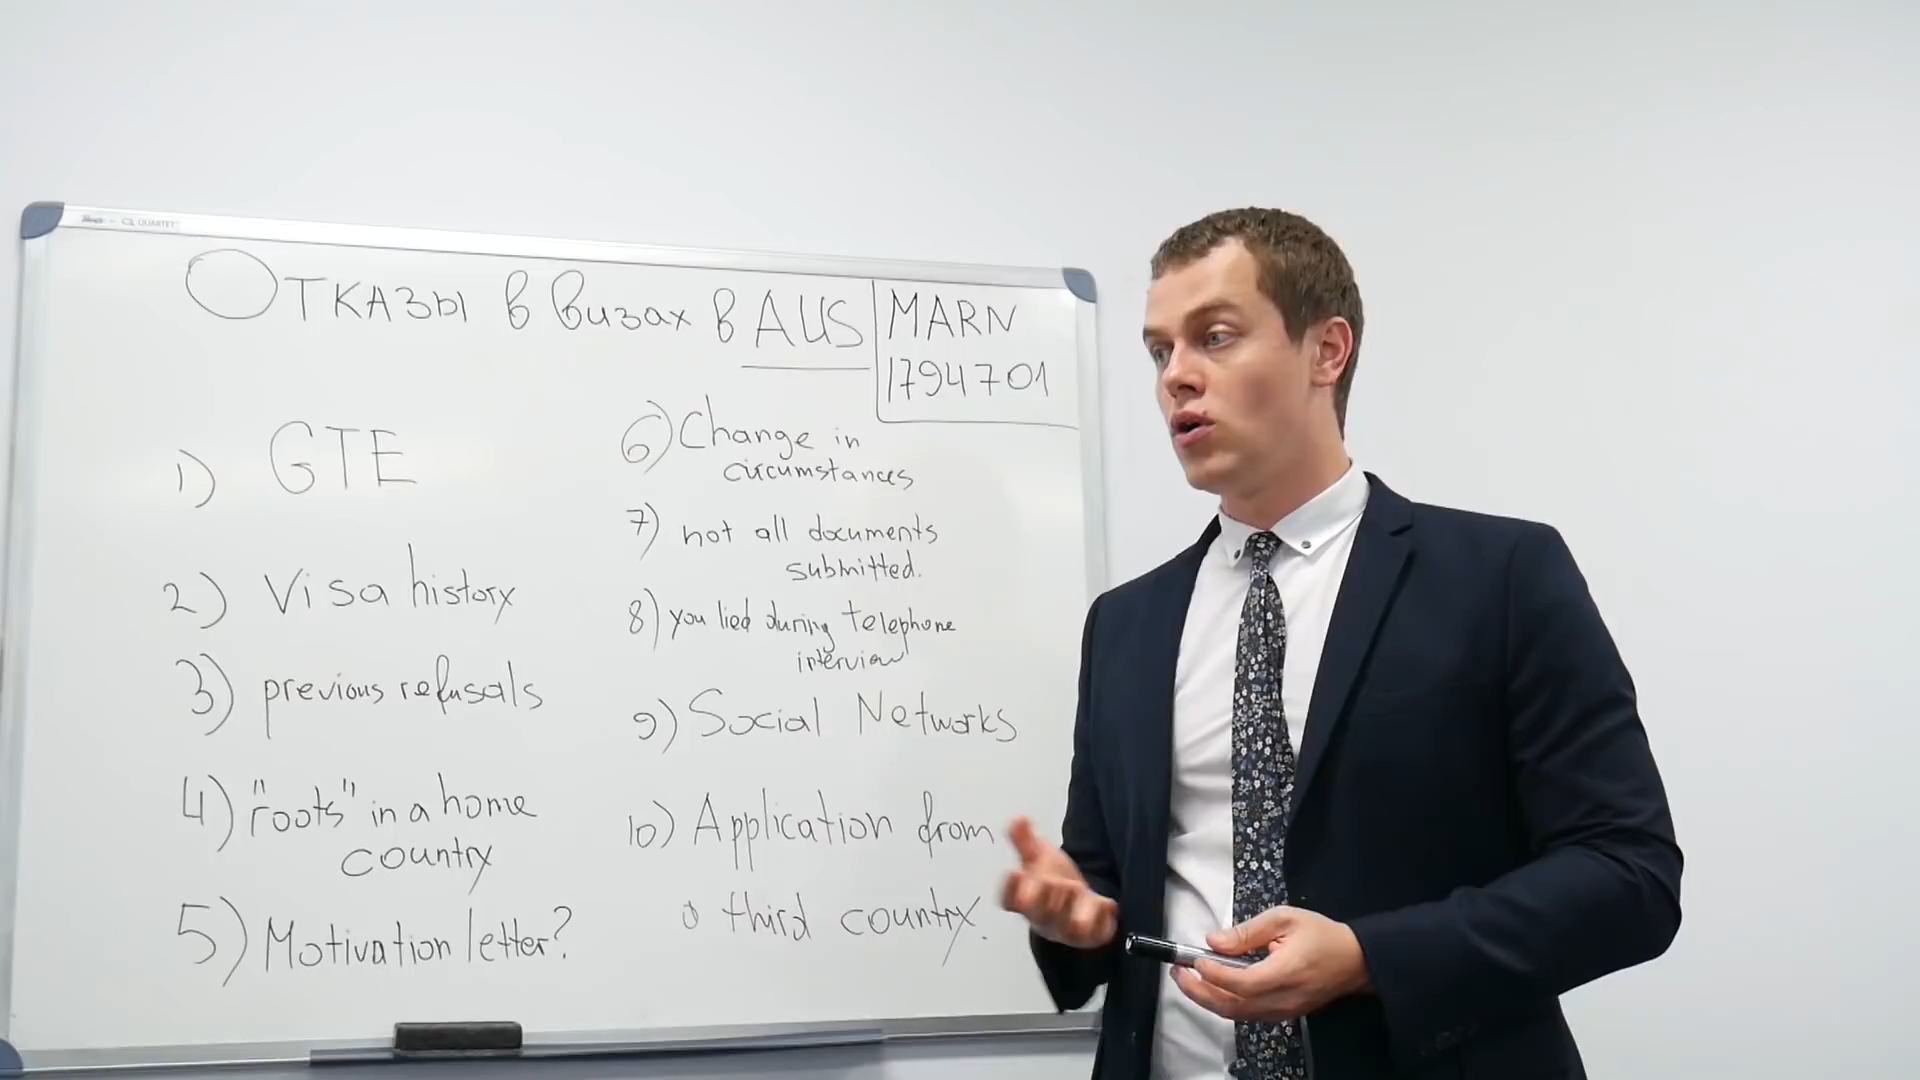 ОТКАЗЫ в визах в AUS
MARN
1794701
1) GTE
2) Visa history
3) previous refusals
4) "roots" in a home
country
5) Motivation letter?
6) Change in
circumstances
7) not all documents
submitted.
8) you lied during telephone
interview
9) Social Networks
10) Application from
a third country.
QUARTET